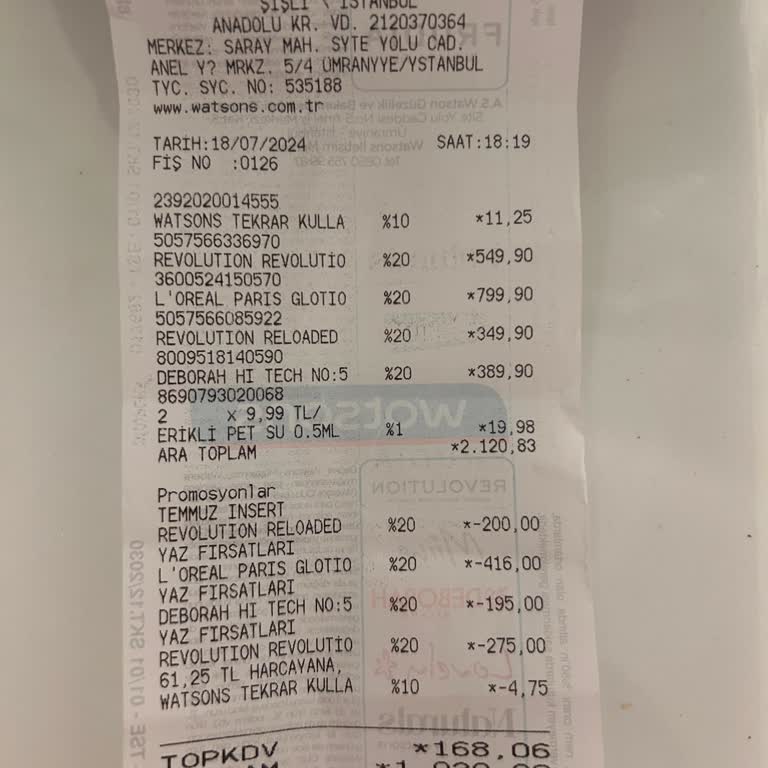 ŞİŞLİ \ İSTANBUL
ANADOLU KR. VD. 2120370364
MERKEZ: SARAY MAH. SYTE YOLU CAD.
ANEL Y? MRKZ. 5/4 ÜMRANYYE/YSTANBUL
TYC. SYC. NO: 535188
www.watsons.com.tr
TARİH:18/07/2024 SAAT:18:19
FİŞ NO :0126
2392020014555
WATSONS TEKRAR KULLA %10 *11,25
5057566336970
REVOLUTION REVOLUTİO %20 *549,90
3600524150570
L'OREAL PARIS GLOTIO %20 *799,90
5057566085922
REVOLUTION RELOADED %20 *349,90
8009518140590
DEBORAH HI TECH NO:5 %20 *389,90
8690793020068
2 x 9,99 TL/
ERİKLİ PET SU 0.5ML %1 *19,98
ARA TOPLAM *2.120,83
Promosyonlar
TEMMUZ INSERT
REVOLUTION RELOADED %20 *-200,00
YAZ FIRSATLARI
L'OREAL PARIS GLOTIO %20 *-416,00
YAZ FIRSATLARI
DEBORAH HI TECH NO:5 %20 *-195,00
YAZ FIRSATLARI
REVOLUTION REVOLUTİO %20 *-275,00
61,25 TL HARCAYANA,
WATSONS TEKRAR KULLA %10 *-4,75
TOPKDV *168,06